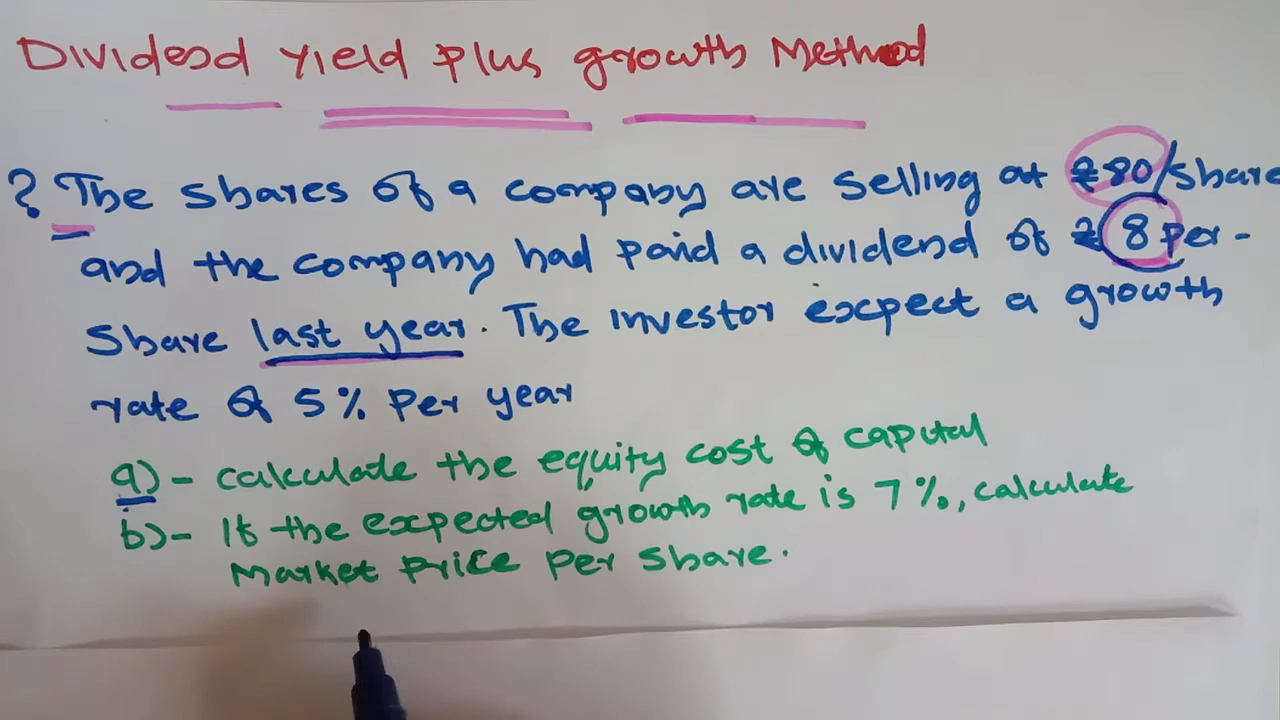 Dividend yield plus growth Method
? The shares of a company are selling at ₹80/share
and the company had paid a dividend of ₹ 8 per-
share last year. The investor expect a growth
rate of 5% per year
a)- calculate the equity cost of capital
b)- If the expected growth rate is 7%, calculate
Market price per share.